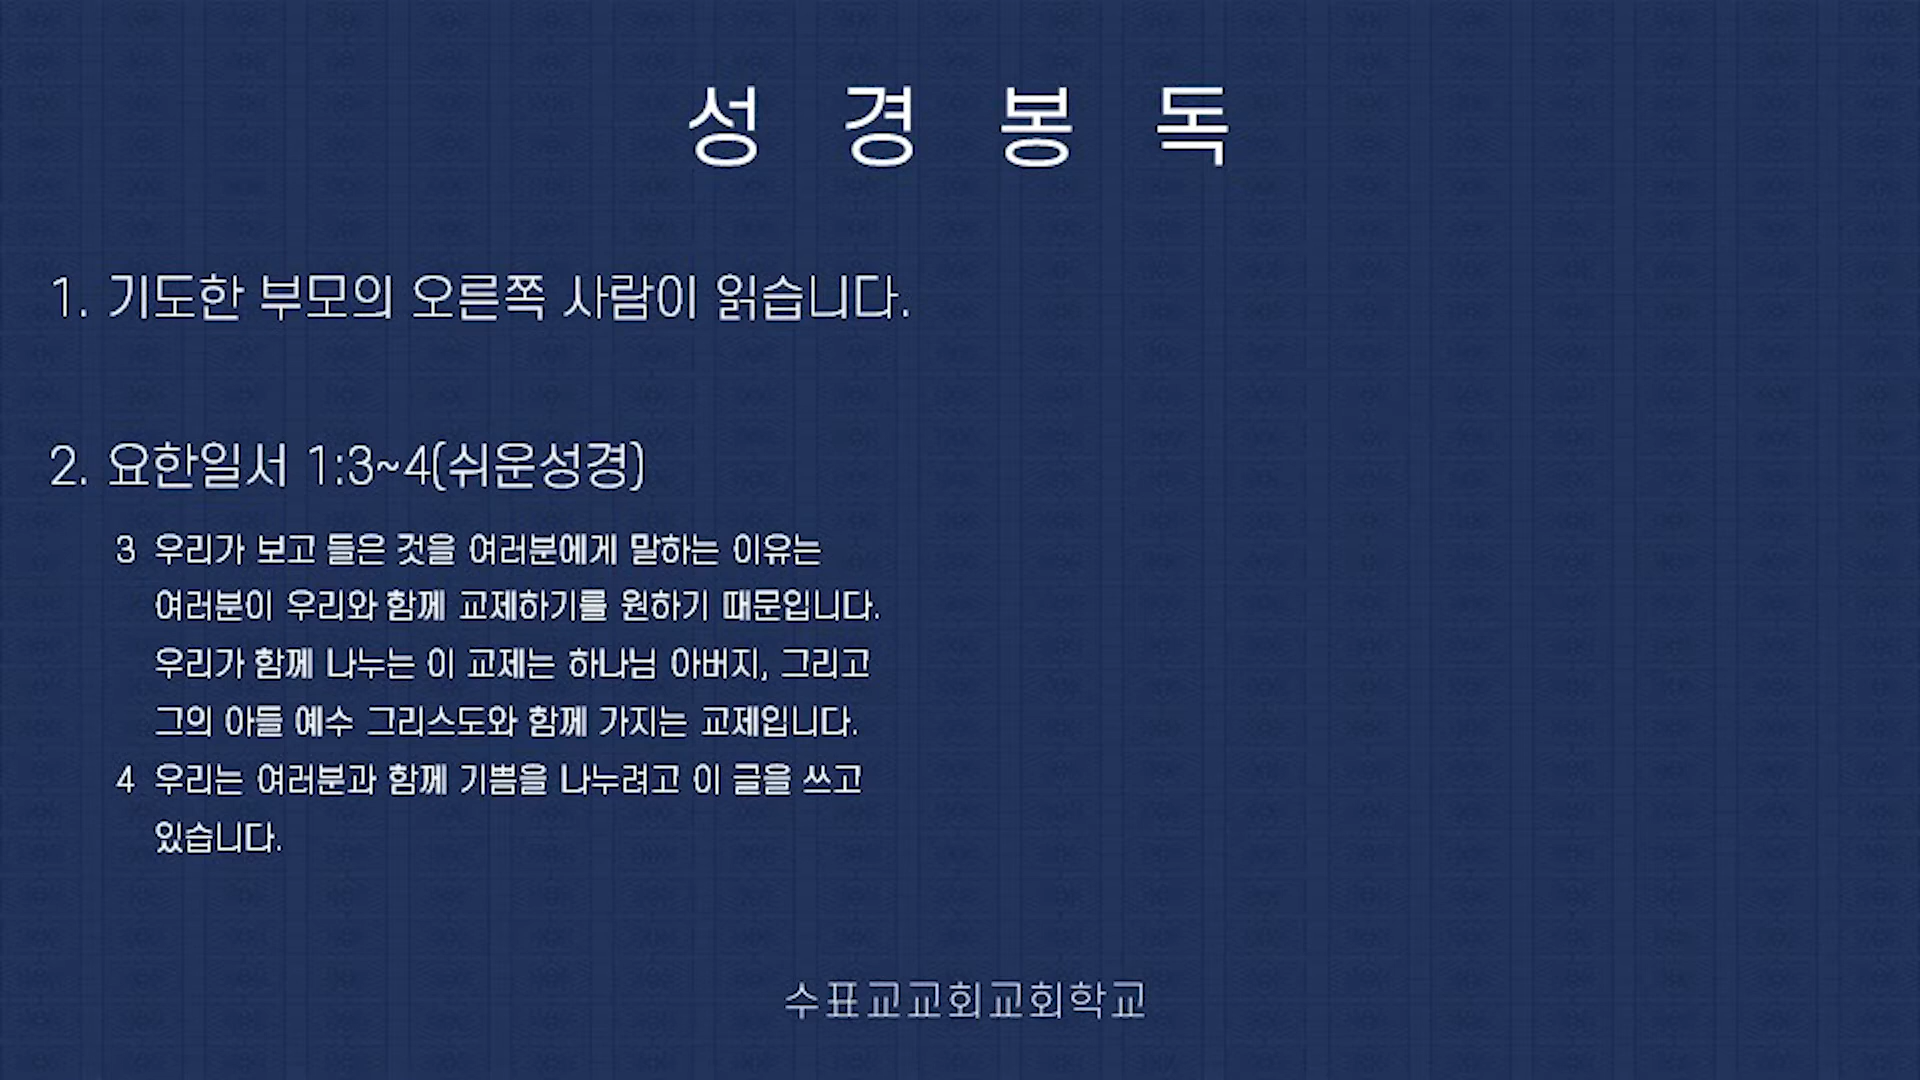 성 경 봉 독
1. 기도한 부모의 오른쪽 사람이 읽습니다.
2. 요한일서 1:3~4(쉬운성경)
3 우리가 보고 들은 것을 여러분에게 말하는 이유는
여러분이 우리와 함께 교제하기를 원하기 때문입니다.
우리가 함께 나누는 이 교제는 하나님 아버지, 그리고
그의 아들 예수 그리스도와 함께 가지는 교제입니다.
4 우리는 여러분과 함께 기쁨을 나누려고 이 글을 쓰고
있습니다.
수표교교회교회학교